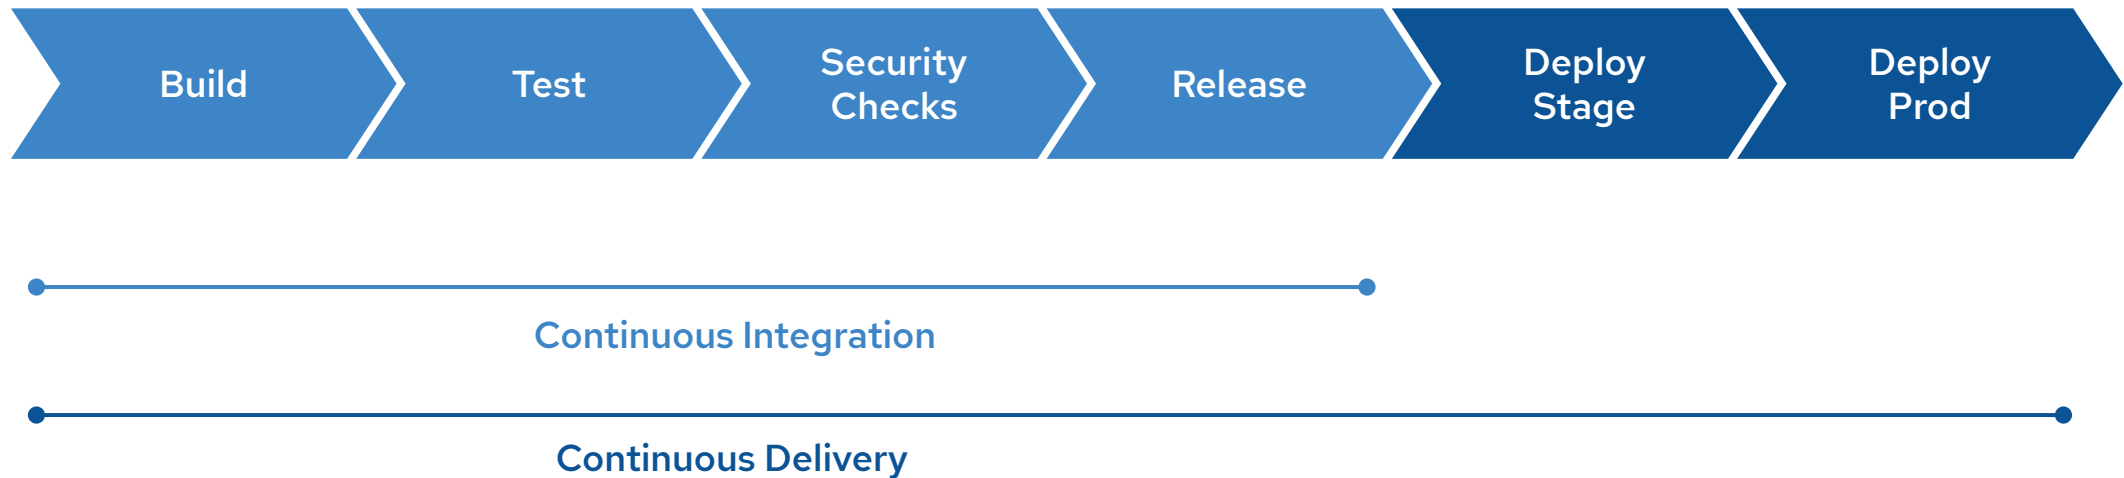 Build
Test
Security
Checks
Release
Deploy
Stage
Deploy
Prod
Continuous Integration
Continuous Delivery